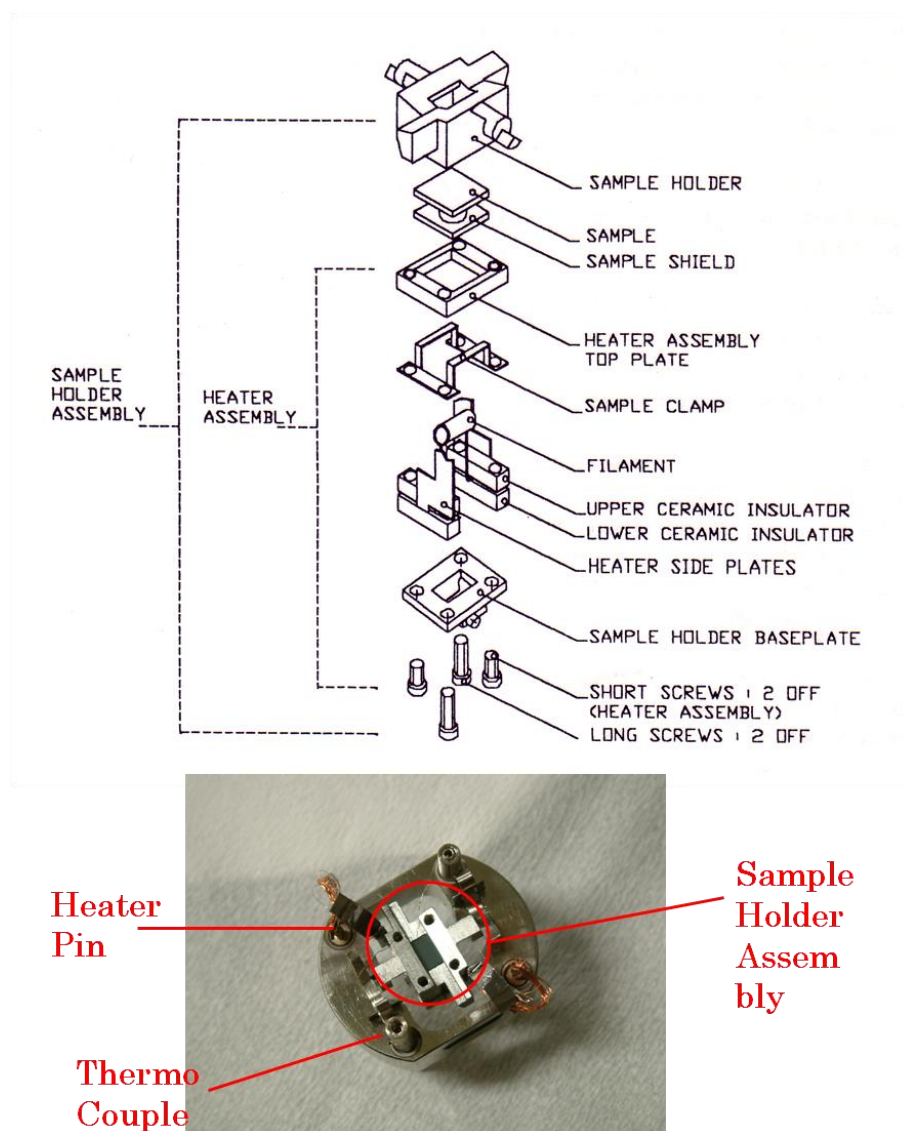 SAMPLE HOLDER
SAMPLE
SAMPLE SHIELD
HEATER ASSEMBLY
TOP PLATE
SAMPLE
HOLDER
ASSEMBLY
HEATER
ASSEMBLY
SAMPLE CLAMP
FILAMENT
UPPER CERAMIC INSULATOR
LOWER CERAMIC INSULATOR
HEATER SIDE PLATES
SAMPLE HOLDER BASEPLATE
SHORT SCREWS : 2 OFF
(HEATER ASSEMBLY)
LONG SCREWS : 2 OFF
Heater
Pin
Sample
Holder
Assem
bly
Thermo
Couple